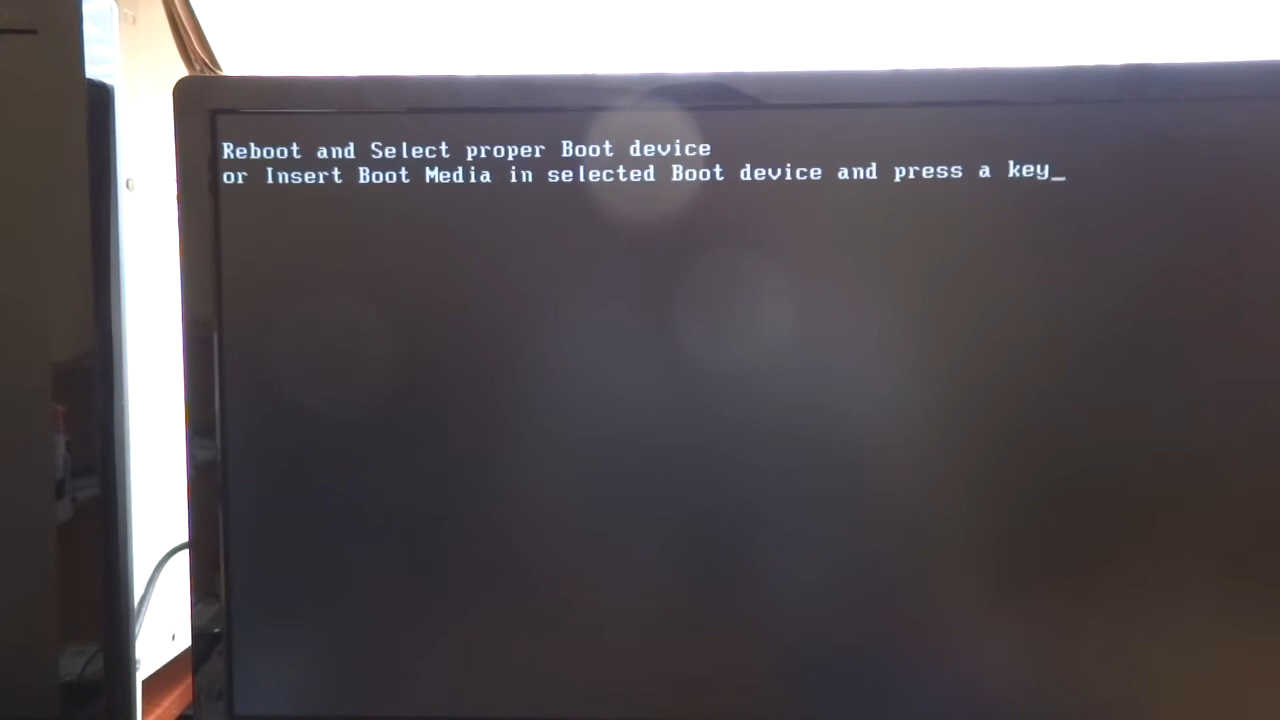 Reboot and Select proper Boot device
or Insert Boot Media in selected Boot device and press a key_